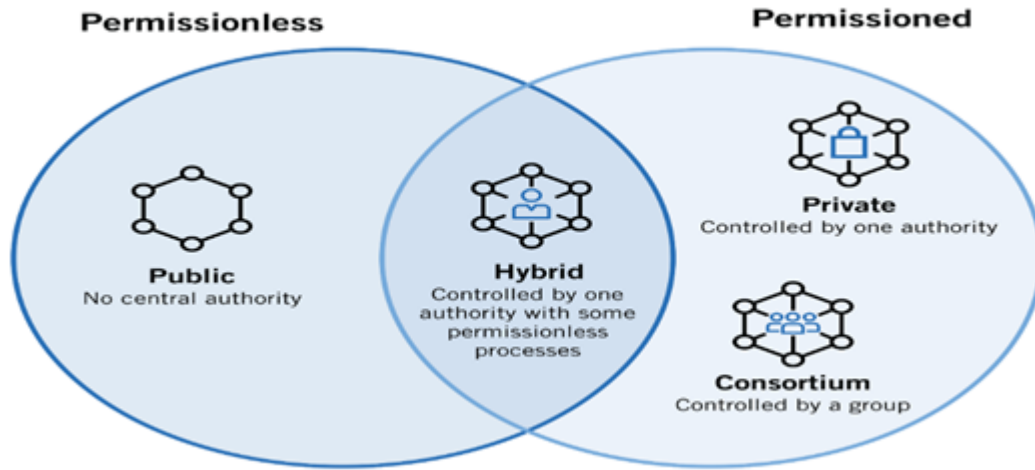 Permissionless
Permissioned
Public
No central authority
Hybrid
Controlled by one
authority with some
permissionless
processes
Private
Controlled by one authority
Consortium
Controlled by a group